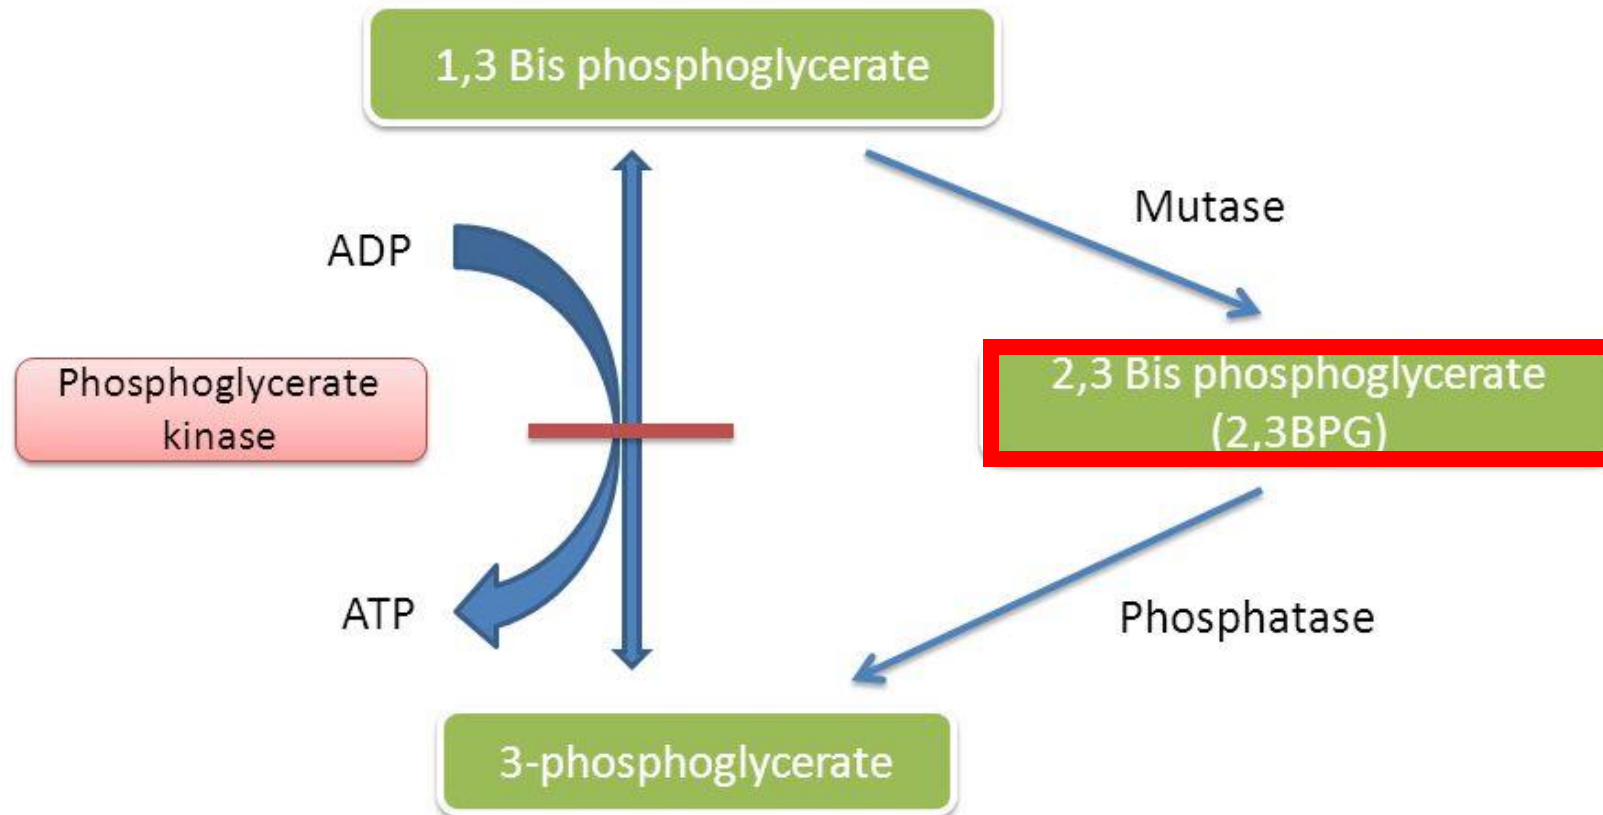 1,3 Bis phosphoglycerate
Mutase
ADP
Phosphoglycerate
kinase
2,3 Bis phosphoglycerate
(2,3BPG)
ATP
Phosphatase
3-phosphoglycerate